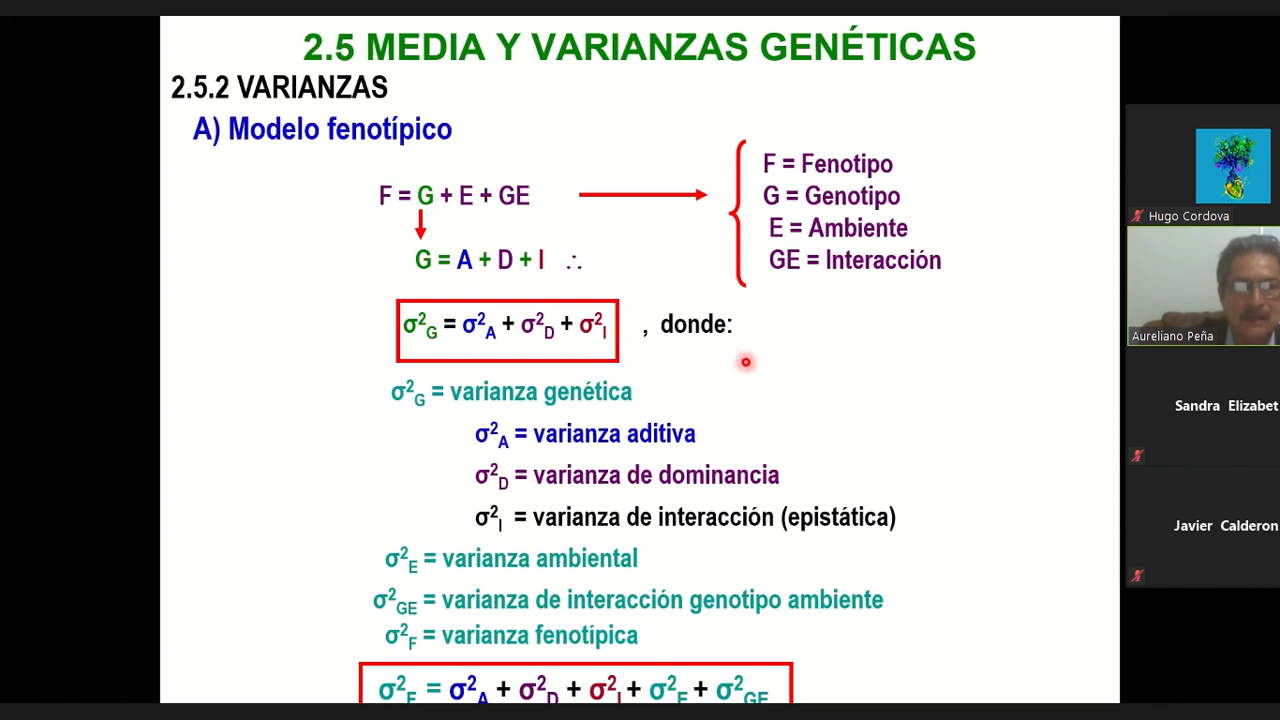 2.5 MEDIA Y VARIANZAS GENÉTICAS
2.5.2 VARIANZAS
A) Modelo fenotípico
F = G + E + GE
G = A + D + I ∴
F = Fenotipo
G = Genotipo
E = Ambiente
GE = Interacción
σ²G = σ²A + σ²D + σ²I , donde:
σ²G = varianza genética
σ²A = varianza aditiva
σ²D = varianza de dominancia
σ²I = varianza de interacción (epistática)
σ²E = varianza ambiental
σ²GE = varianza de interacción genotipo ambiente
σ²F = varianza fenotípica
σ²F = σ²A + σ²D + σ²I + σ²E + σ²GE
Hugo Cordova
Aureliano Peña
Sandra Elizabet
Javier Calderon